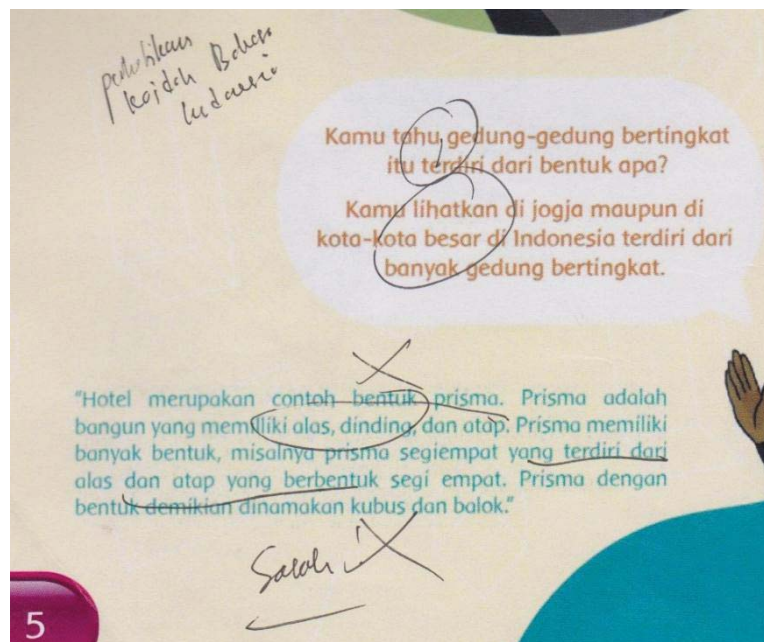 perhatikan
kaidah Bahasa
Indonesia
Kamu tahu gedung-gedung bertingkat
itu terdiri dari bentuk apa?
Kamu lihatkan di jogja maupun di
kota-kota besar di Indonesia terdiri dari
banyak gedung bertingkat.
"Hotel merupakan contoh bentuk prisma. Prisma adalah
bangun yang memiliki alas, dinding, dan atap. Prisma memiliki
banyak bentuk, misalnya prisma segiempat yang terdiri dari
alas dan atap yang berbentuk segi empat. Prisma dengan
bentuk demikian dinamakan kubus dan balok."
Salah !
5